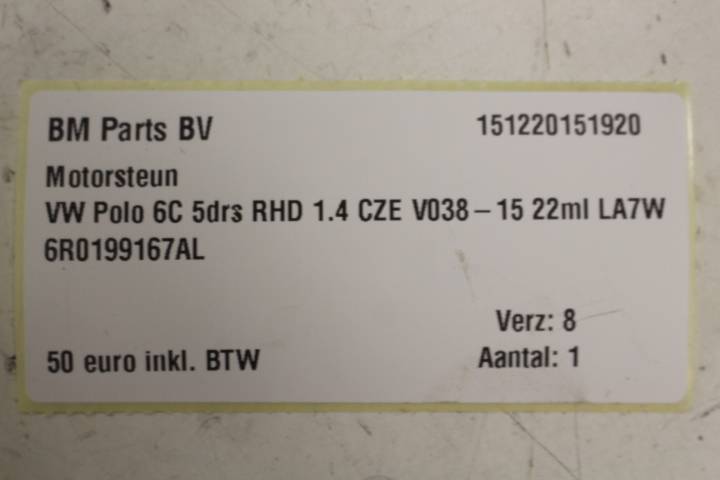 BM Parts BV 151220151920
Motorsteun
VW Polo 6C 5drs RHD 1.4 CZE V038-15 22ml LA7W
6R0199167AL
Verz: 8
50 euro inkl. BTW Aantal: 1